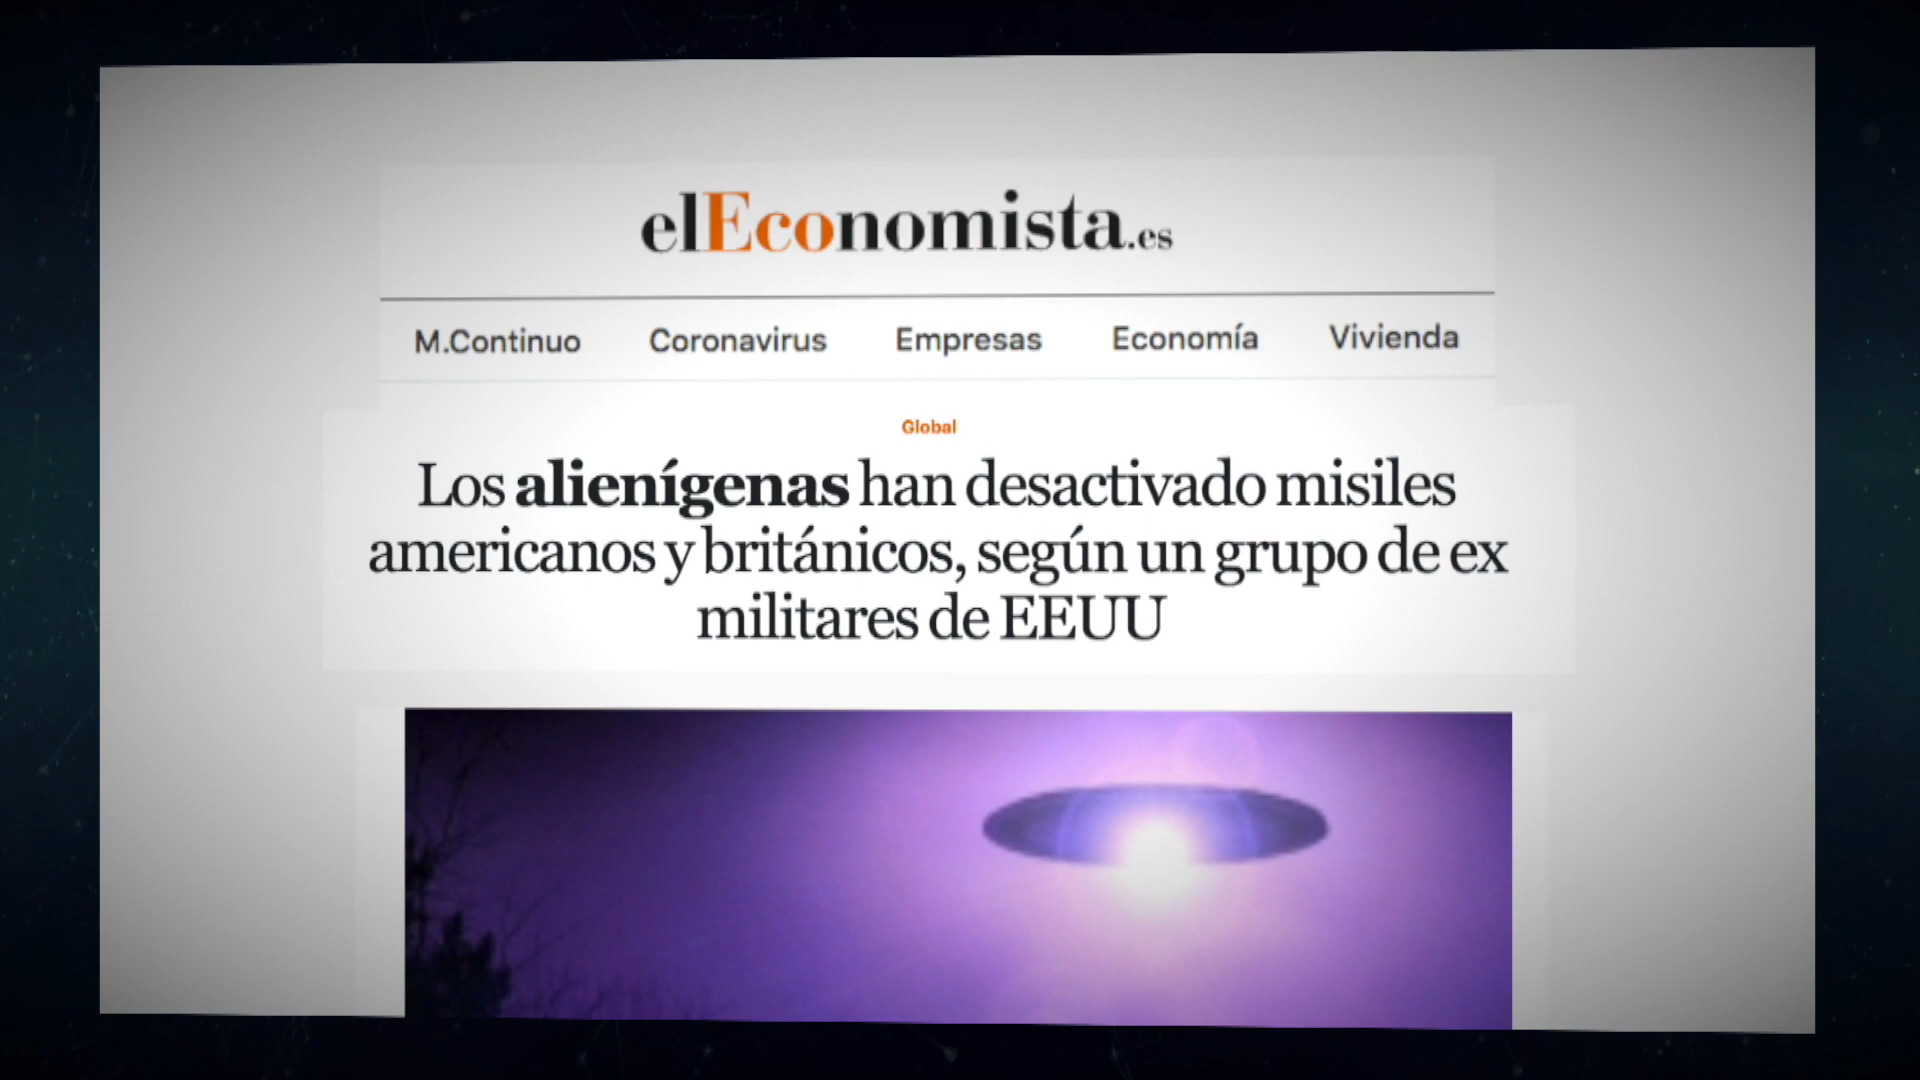 elEconomista.es
M.Continuo Coronavirus Empresas Economía Vivienda
Global
Los alienígenas han desactivado misiles
americanos y británicos, según un grupo de ex
militares de EEUU